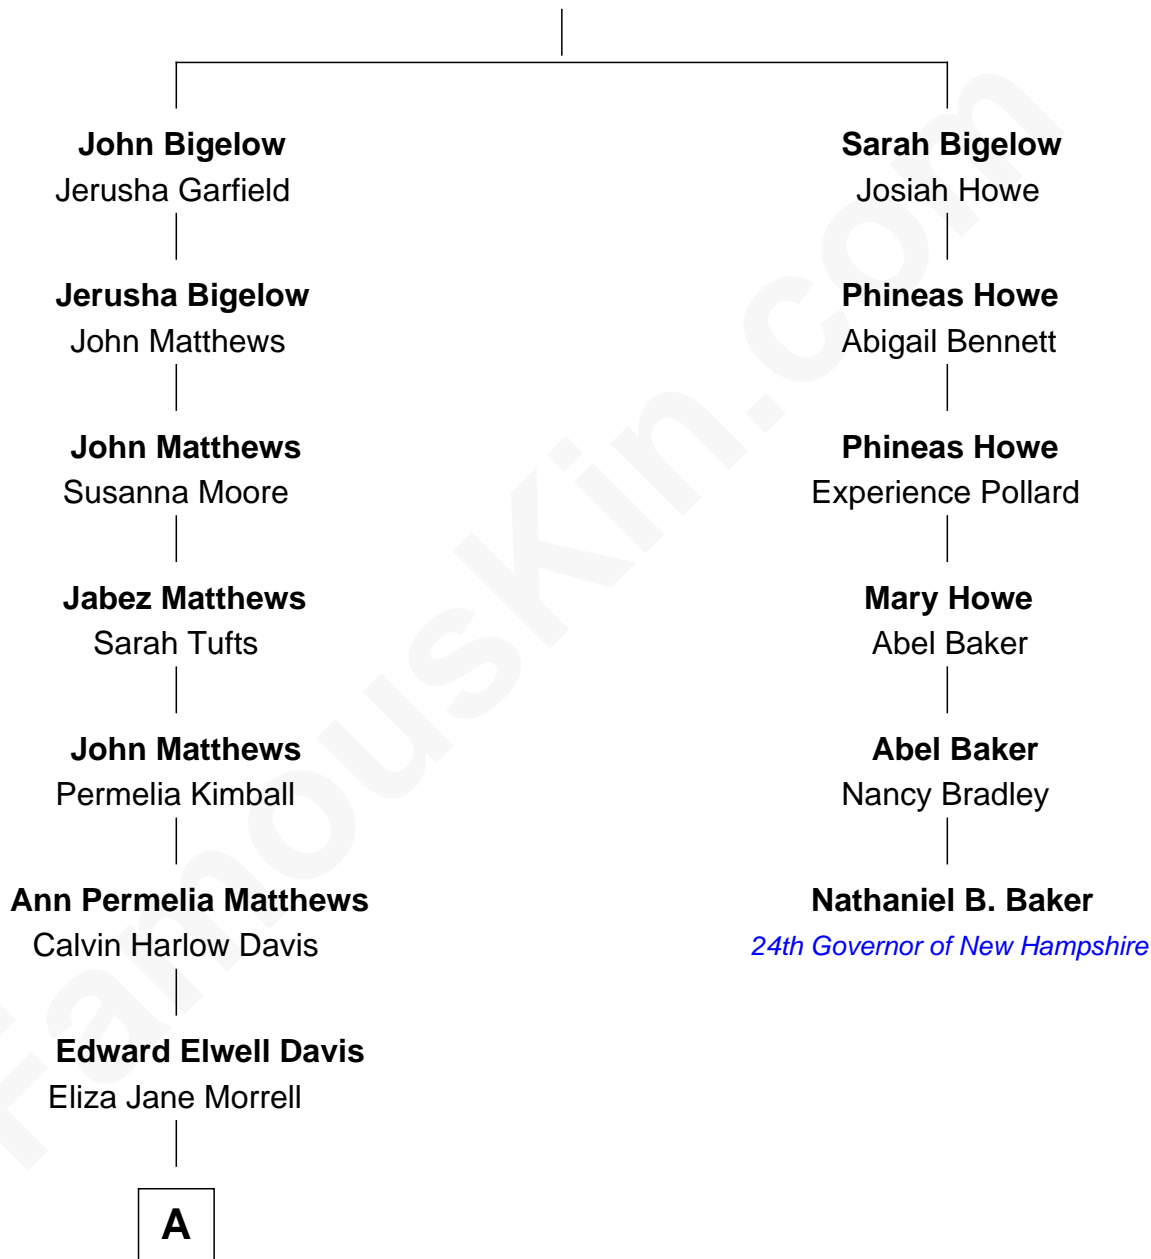 John Bigelow
Jerusha Garfield
Jerusha Bigelow
John Matthews
John Matthews
Susanna Moore
Jabez Matthews
Sarah Tufts
John Matthews
Permelia Kimball
Ann Permelia Matthews
Calvin Harlow Davis
Edward Elwell Davis
Eliza Jane Morrell
A
Sarah Bigelow
Josiah Howe
Phineas Howe
Abigail Bennett
Phineas Howe
Experience Pollard
Mary Howe
Abel Baker
Abel Baker
Nancy Bradley
Nathaniel B. Baker
24th Governor of New Hampshire
FamousKin.com